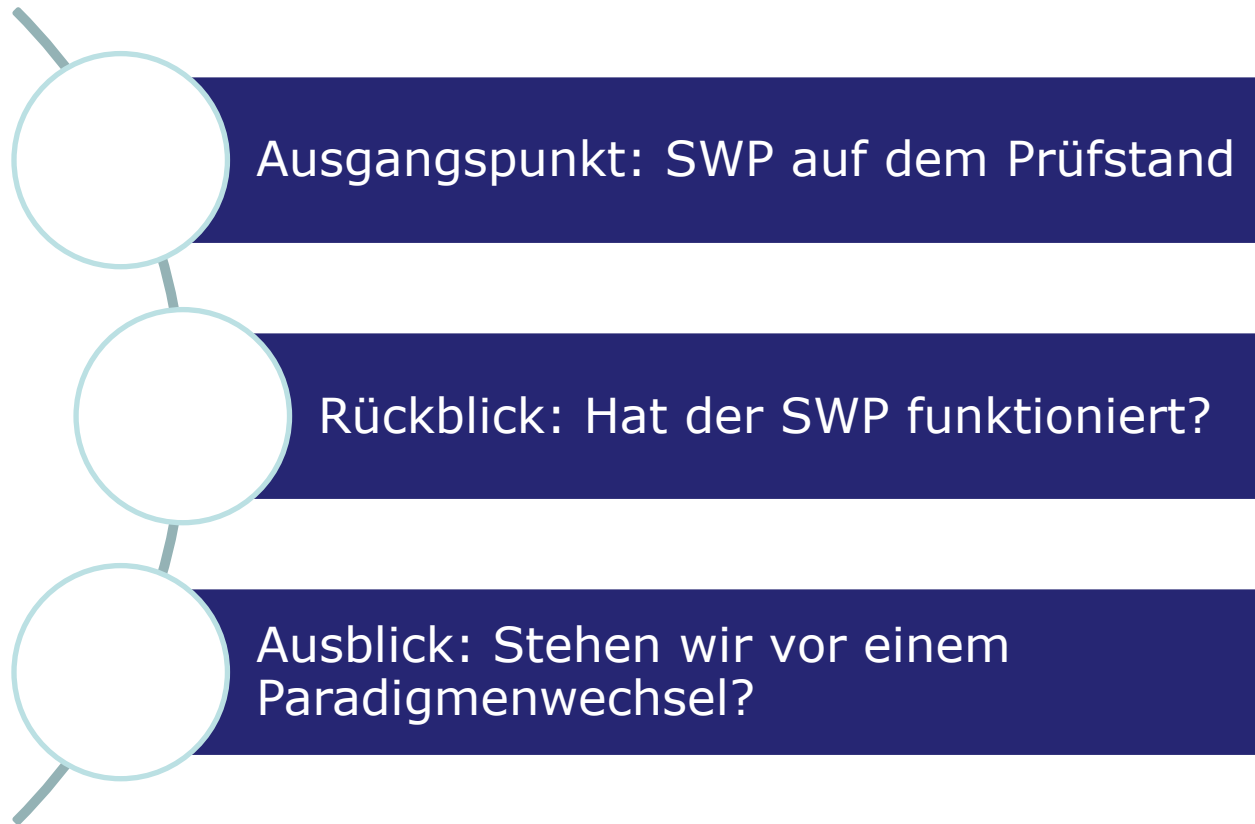 Ausgangspunkt: SWP auf dem Prüfstand
Rückblick: Hat der SWP funktioniert?
Ausblick: Stehen wir vor einem
Paradigmenwechsel?